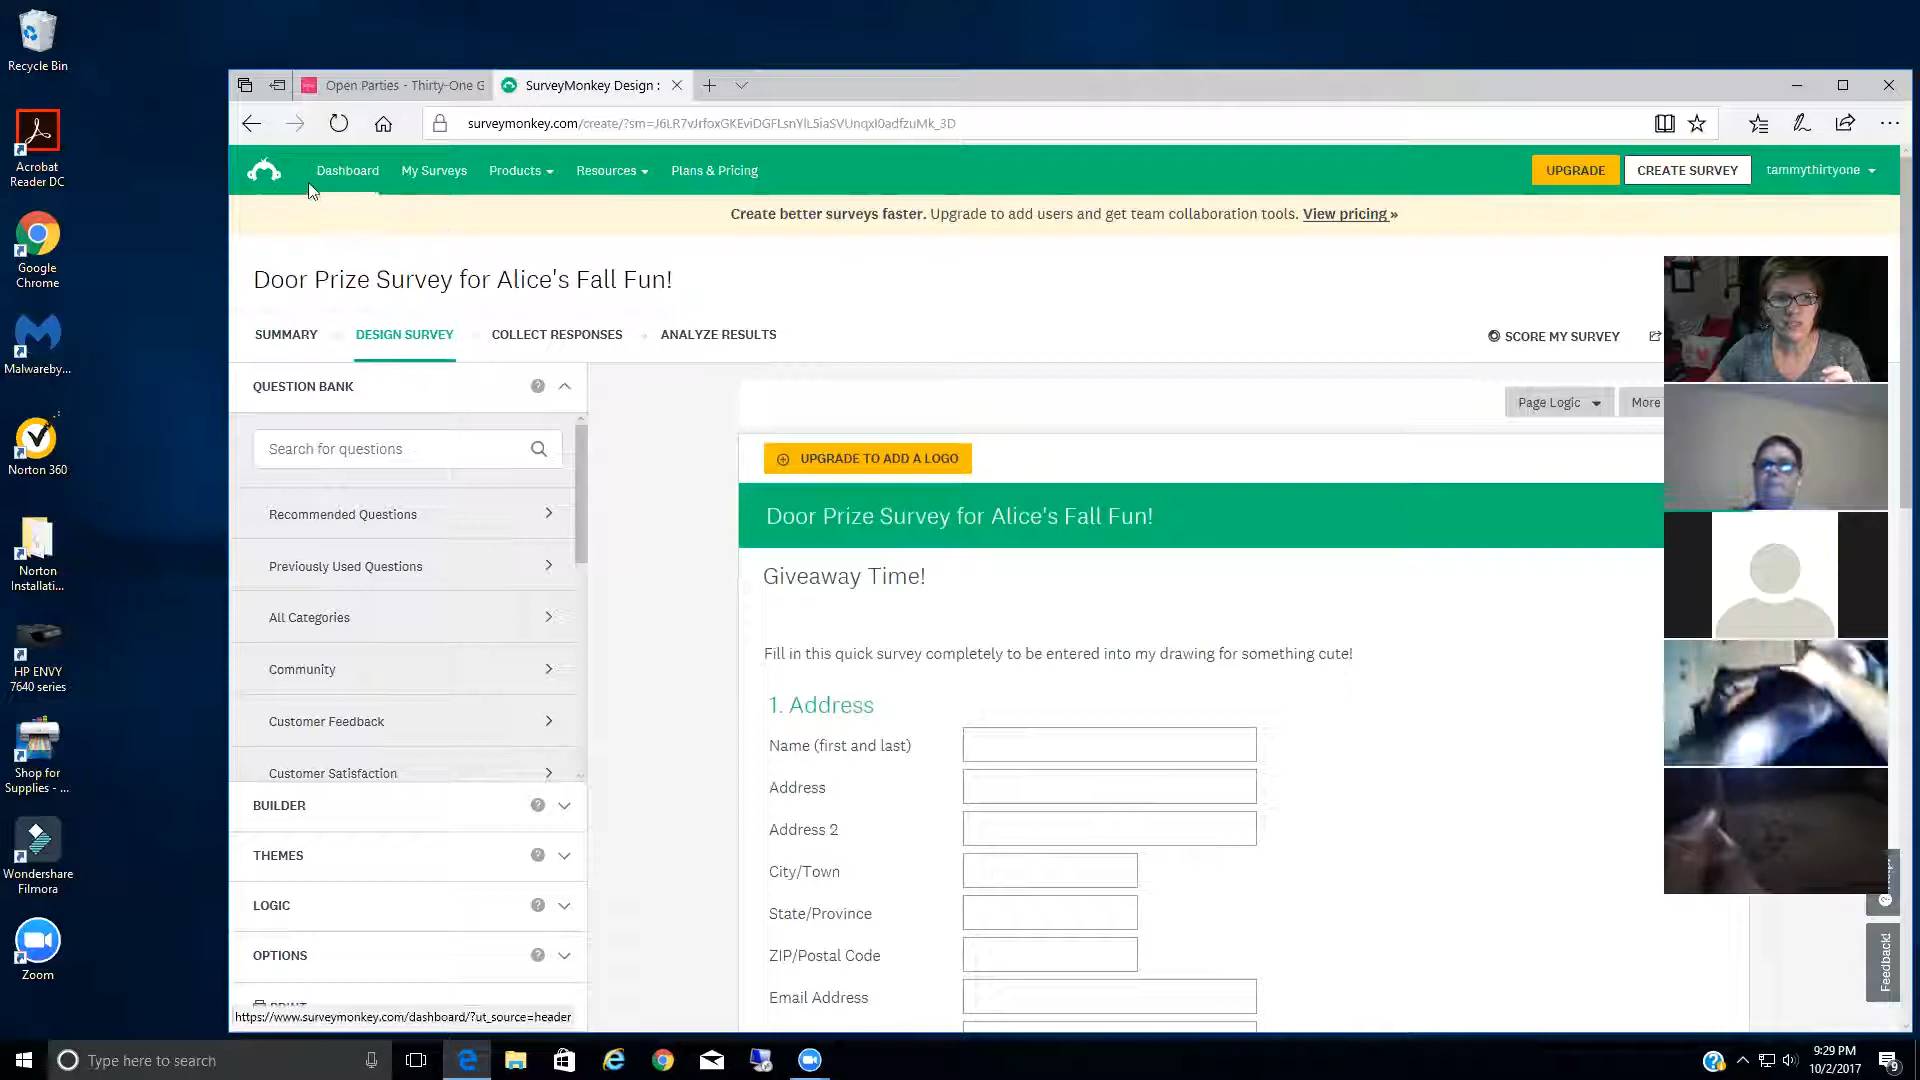 Recycle Bin
Acrobat
Reader DC
Google
Chrome
Malwareby...
Norton 360
Norton
Installati...
HP ENVY
7640 series
Shop for
Supplies - ...
Wondershare
Filmora
Zoom
Open Parties - Thirty-One G
SurveyMonkey Design :
surveymonkey.com/create/?sm=J6LR7vJrfoxGKEviDGFLsnYlL5iaSVUnqxI0adfzuMk_3D
Dashboard
My Surveys
Products
Resources
Plans & Pricing
UPGRADE
CREATE SURVEY
tammythirtyone
Create better surveys faster. Upgrade to add users and get team collaboration tools. View pricing »
Door Prize Survey for Alice's Fall Fun!
SUMMARY
DESIGN SURVEY
COLLECT RESPONSES
ANALYZE RESULTS
SCORE MY SURVEY
QUESTION BANK
Search for questions
Recommended Questions
Previously Used Questions
All Categories
Community
Customer Feedback
Customer Satisfaction
BUILDER
THEMES
LOGIC
OPTIONS
PRINT
https://www.surveymonkey.com/dashboard/?ut_source=header
Page Logic
More
UPGRADE TO ADD A LOGO
Door Prize Survey for Alice's Fall Fun!
Giveaway Time!
Fill in this quick survey completely to be entered into my drawing for something cute!
1. Address
Name (first and last)
Address
Address 2
City/Town
State/Province
ZIP/Postal Code
Email Address
Feedback!
Type here to search
9:29 PM
10/2/2017
9